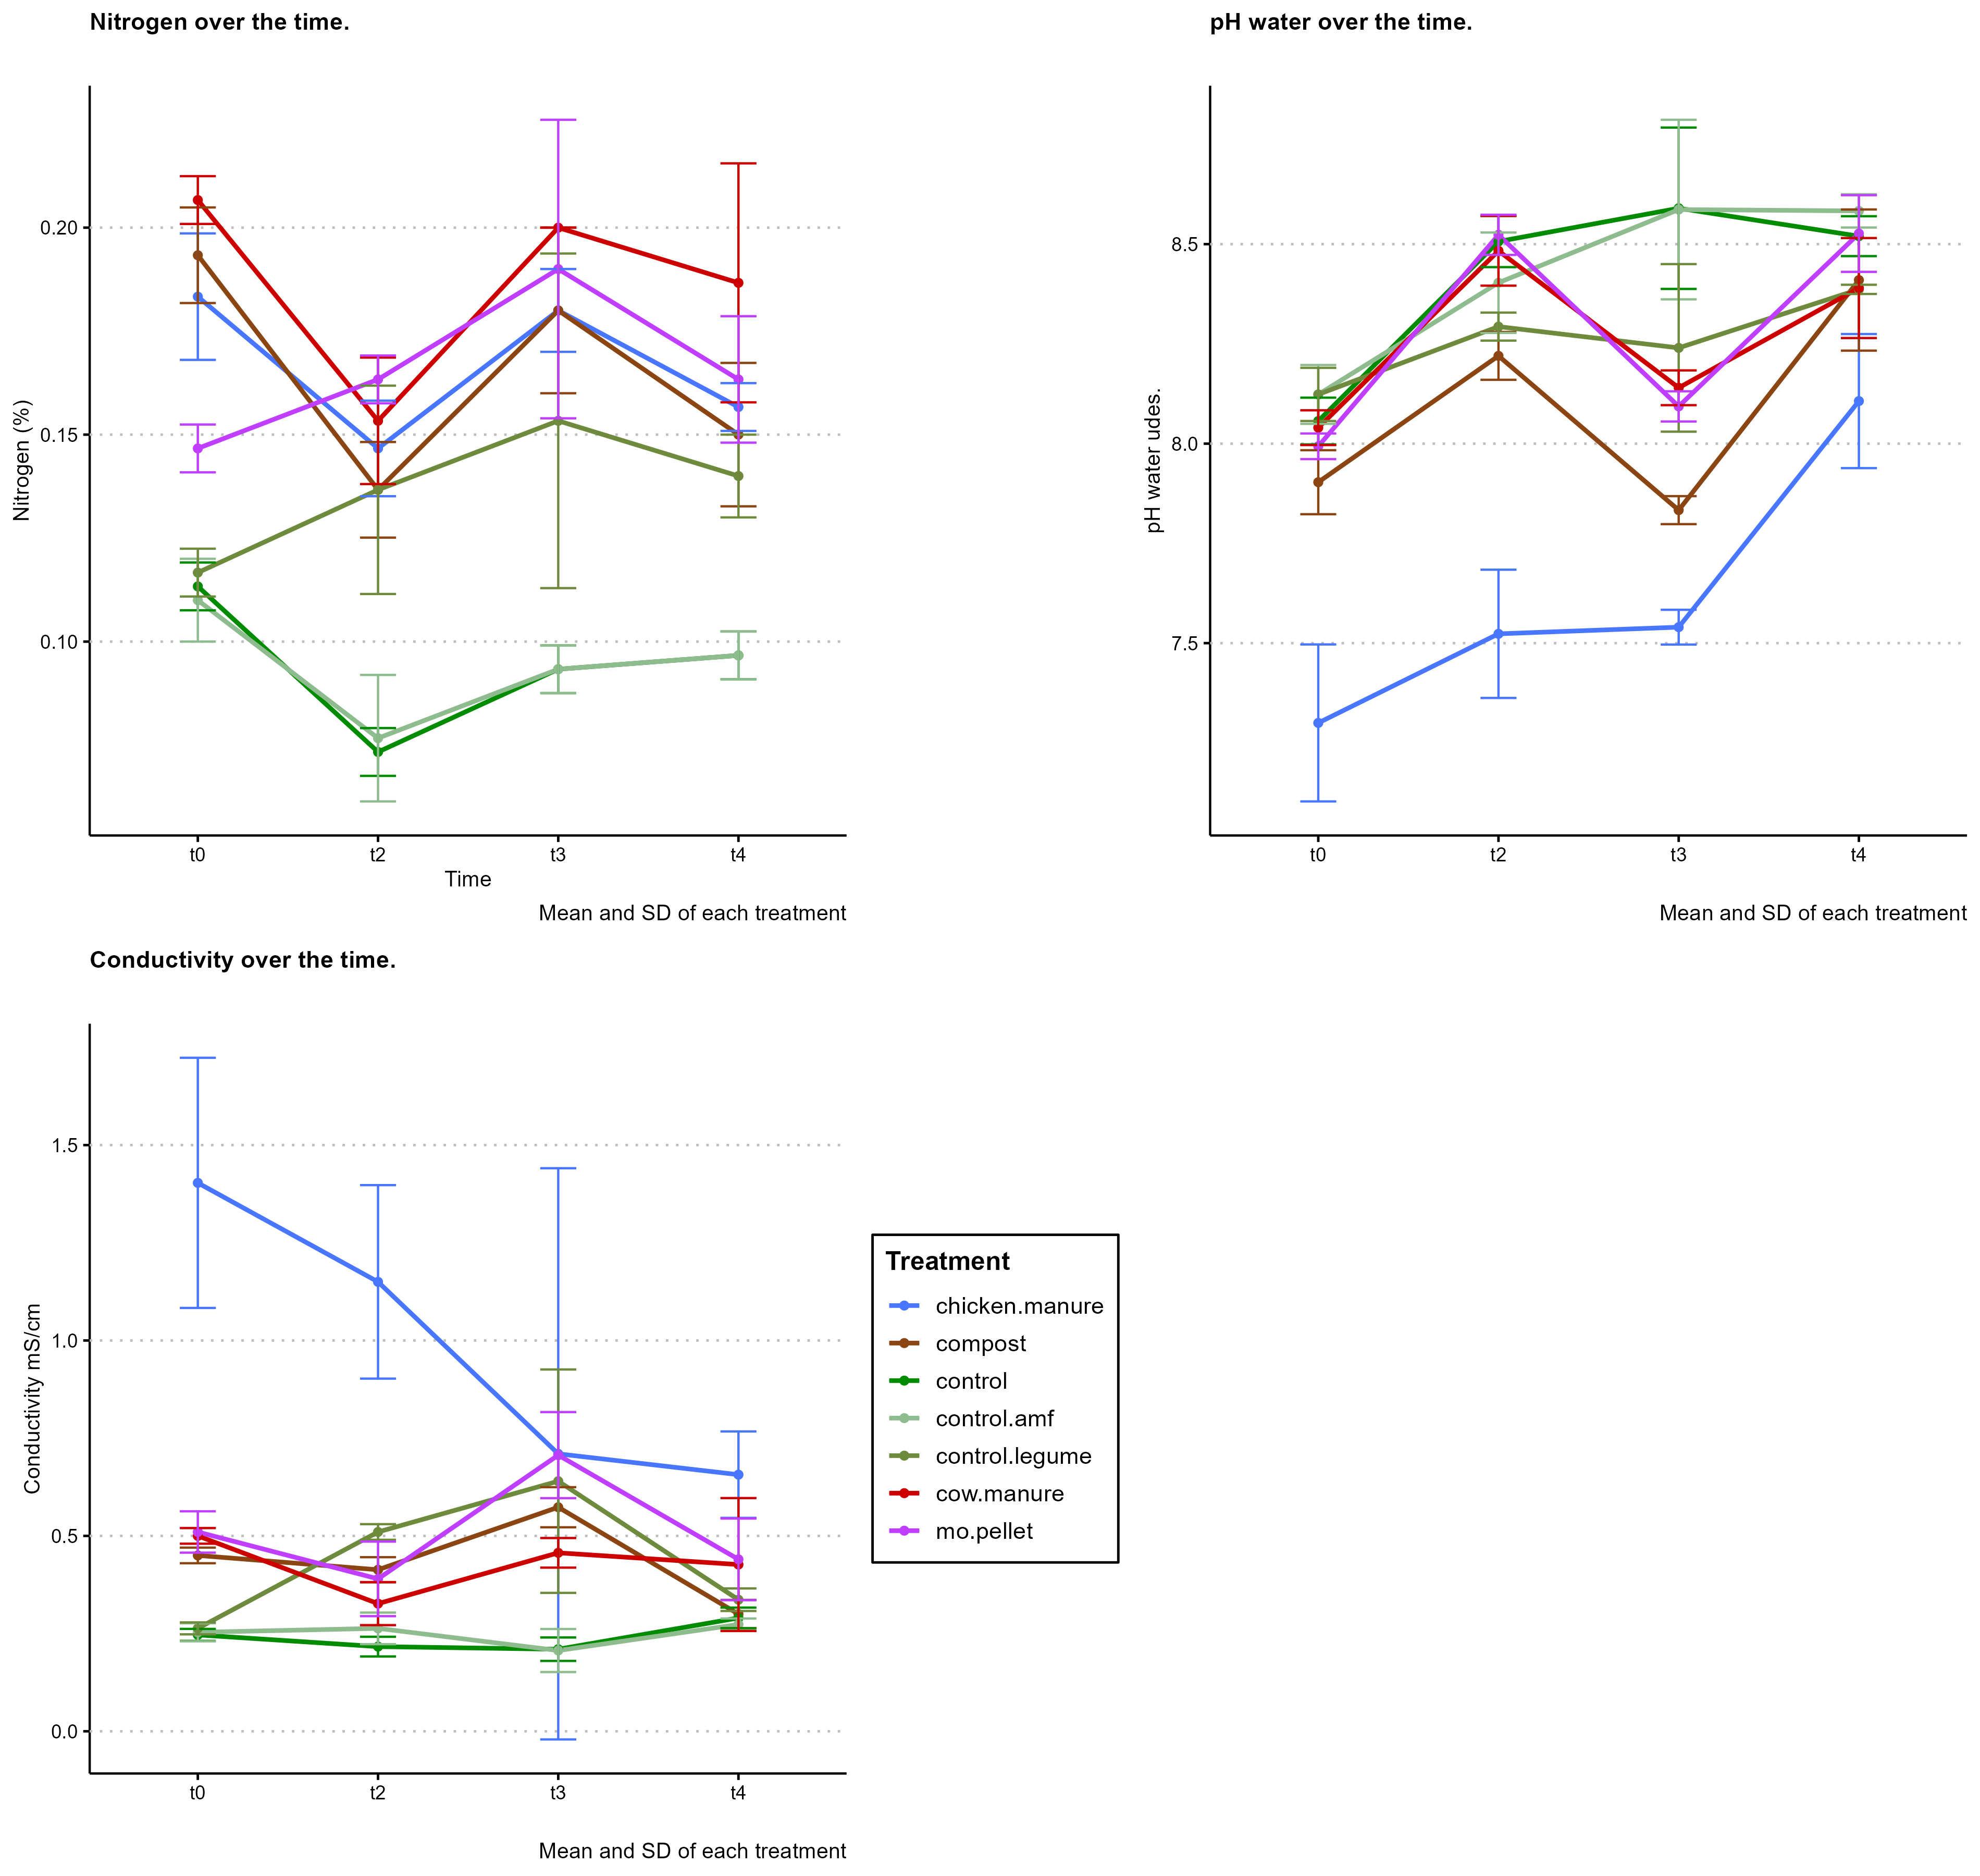 Nitrogen over the time.
Nitrogen (%)
0.20
0.15
0.10
t0 t2 t3 t4
Time
Mean and SD of each treatment
pH water over the time.
pH water udes.
8.5
8.0
7.5
t0 t2 t3 t4
Mean and SD of each treatment
Conductivity over the time.
Conductivity mS/cm
1.5
1.0
0.5
0.0
t0 t2 t3 t4
Mean and SD of each treatment
Treatment
chicken.manure
compost
control
control.amf
control.legume
cow.manure
mo.pellet